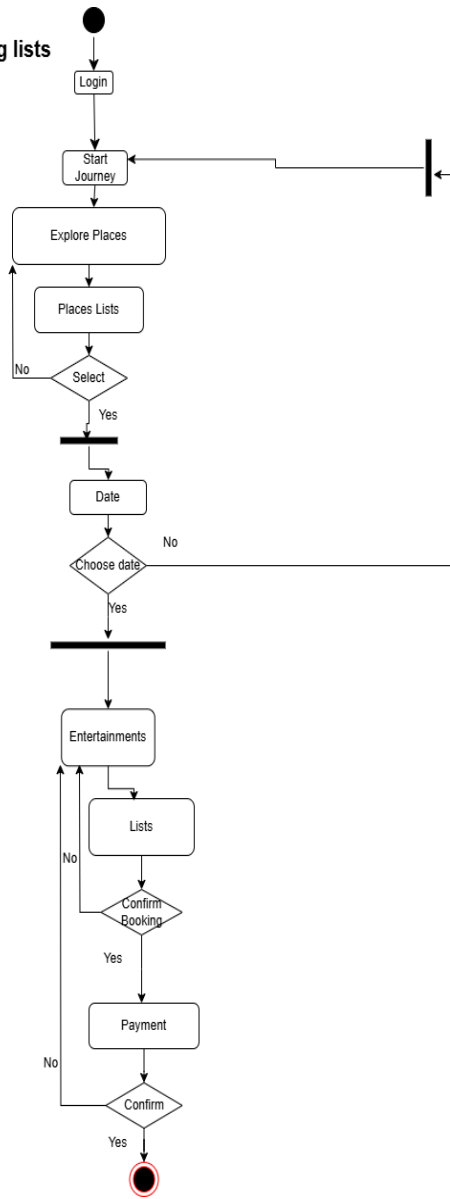 g lists
Login
Start
Journey
Explore Places
Places Lists
Select
No
Yes
Date
No
Choose date
Yes
Entertainments
Lists
No
Confirm
Booking
Yes
Payment
No
Confirm
Yes